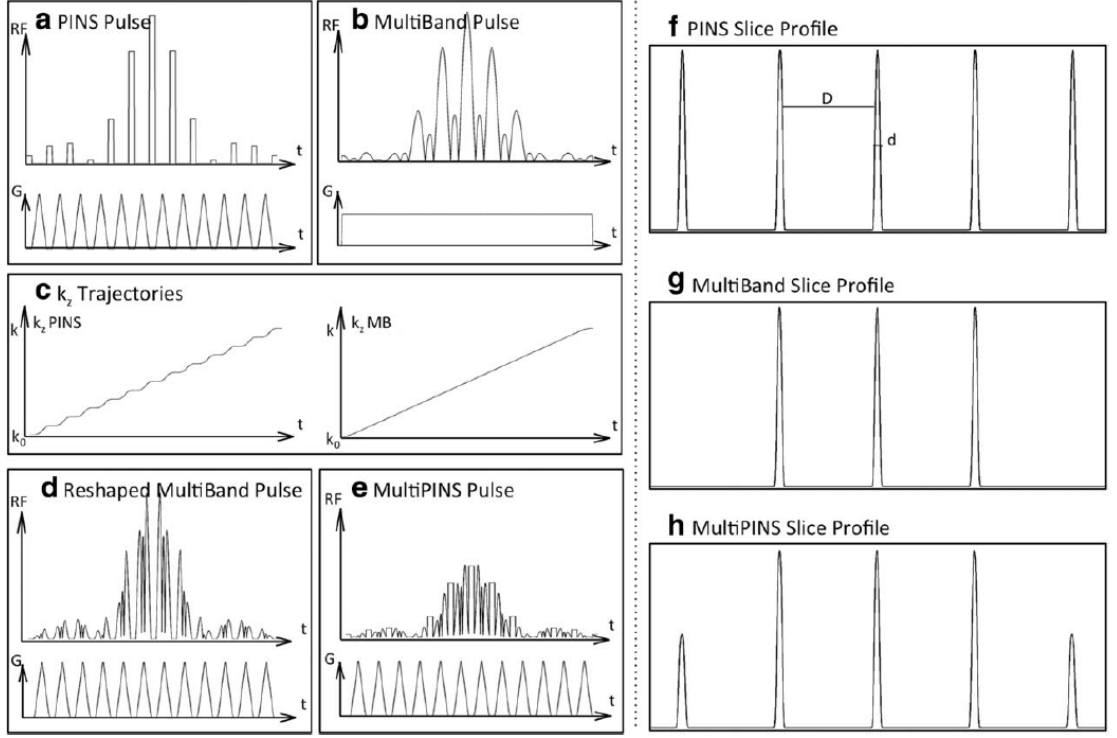 a PINS Pulse
RF
t
G
t
b MultiBand Pulse
RF
t
G
t
c kz Trajectories
k
kz PINS
k0
t
k
kz MB
k0
t
d Reshaped MultiBand Pulse
RF
t
G
t
e MultiPINS Pulse
RF
t
G
t
f PINS Slice Profile
D
d
g MultiBand Slice Profile
h MultiPINS Slice Profile